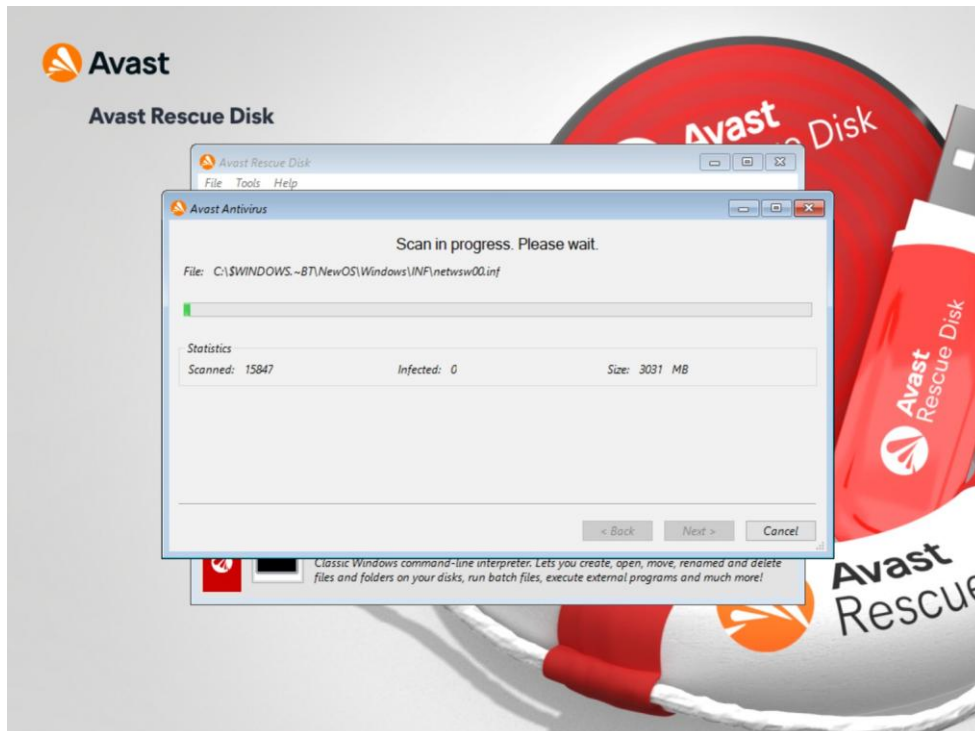 Avast
Avast Rescue Disk
Avast Rescue Disk
Avast Rescue Disk
File Tools Help
Avast Antivirus
Scan in progress. Please wait.
File: C:\$WINDOWS.~BT\NewOS\Windows\INF\netwsw00.inf
Statistics
Scanned: 15847 Infected: 0 Size: 3031 MB
< Back Next > Cancel
Classic Windows command-line interpreter. Lets you create, open, move, renamed and delete
files and folders on your disks, run batch files, execute external programs and much more!
Avast
Rescue Disk
Avast